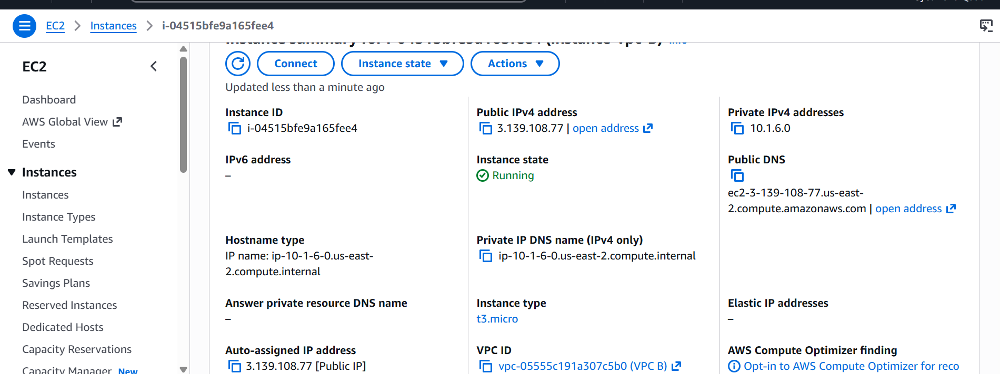 EC2 > Instances > i-04515bfe9a165fee4
EC2
Dashboard
AWS Global View
Events
Instances
Instances
Instance Types
Launch Templates
Spot Requests
Savings Plans
Reserved Instances
Dedicated Hosts
Capacity Reservations
Capacity Manager New
Instance summary for i-04515bfe9a165fee4 (instance-vpc-B) Info
Connect
Instance state
Actions
Updated less than a minute ago
Instance ID
i-04515bfe9a165fee4
Public IPv4 address
3.139.108.77 | open address
Private IPv4 addresses
10.1.6.0
IPv6 address
–
Instance state
Running
Public DNS
ec2-3-139-108-77.us-east-
2.compute.amazonaws.com | open address
Hostname type
IP name: ip-10-1-6-0.us-east-
2.compute.internal
Private IP DNS name (IPv4 only)
ip-10-1-6-0.us-east-2.compute.internal
Answer private resource DNS name
–
Instance type
t3.micro
Elastic IP addresses
–
Auto-assigned IP address
3.139.108.77 [Public IP]
VPC ID
vpc-05555c191a307c5b0 (VPC B)
AWS Compute Optimizer finding
Opt-in to AWS Compute Optimizer for reco